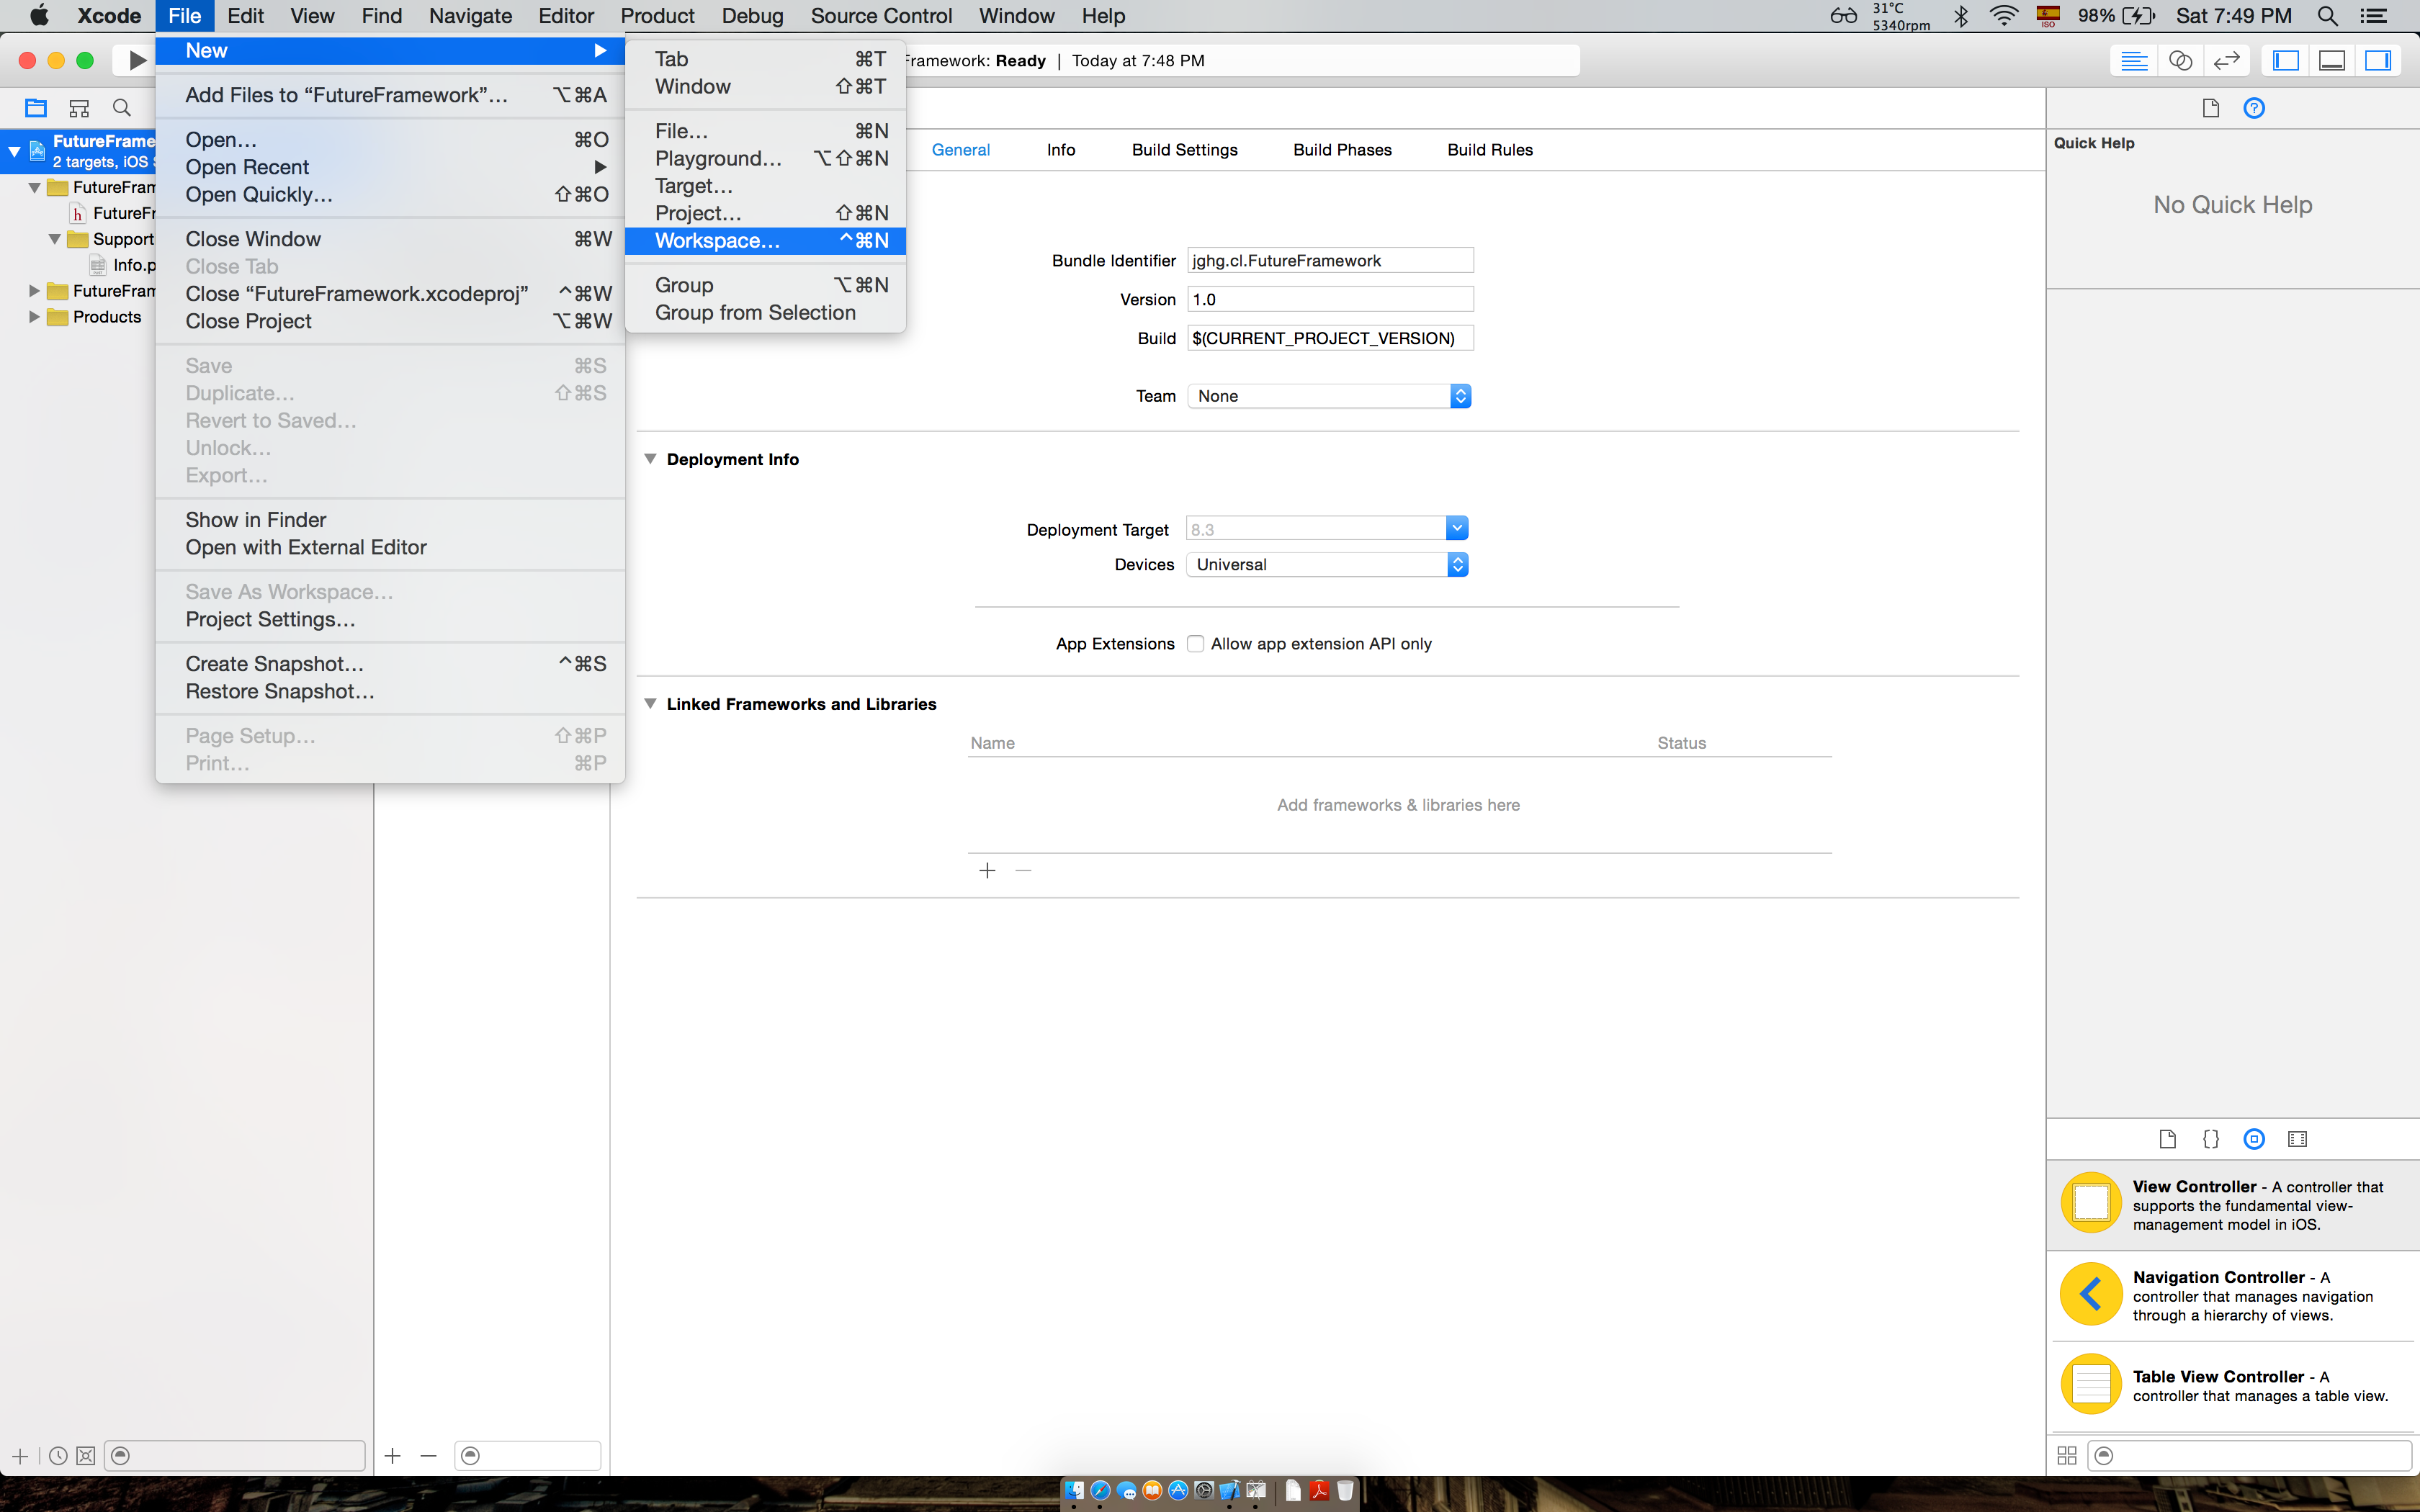 Xcode File Edit View Find Navigate Editor Product Debug Source Control Window Help
31°C
5340rpm
ISO
98%
Sat 7:49 PM
Framework: Ready | Today at 7:48 PM
New
Add Files to “FutureFramework”... ⌥⌘A
Open... ⌘O
Open Recent
Open Quickly... ⇧⌘O
Close Window ⌘W
Close Tab
Close “FutureFramework.xcodeproj” ^⌘W
Close Project ⌥⌘W
Save ⌘S
Duplicate... ⇧⌘S
Revert to Saved...
Unlock...
Export...
Show in Finder
Open with External Editor
Save As Workspace...
Project Settings...
Create Snapshot... ^⌘S
Restore Snapshot...
Page Setup... ⇧⌘P
Print... ⌘P
Tab ⌘T
Window ⇧⌘T
File... ⌘N
Playground... ⌥⇧⌘N
Target...
Project... ⇧⌘N
Workspace... ^⌘N
Group ⌥⌘N
Group from Selection
FutureFrame
2 targets, iOS
FutureFram
h FutureFr
Support
Info.p
FutureFram
Products
General Info Build Settings Build Phases Build Rules
Bundle Identifier jghg.cl.FutureFramework
Version 1.0
Build $(CURRENT_PROJECT_VERSION)
Team None
Deployment Info
Deployment Target 8.3
Devices Universal
App Extensions Allow app extension API only
Linked Frameworks and Libraries
Name Status
Add frameworks & libraries here
Quick Help
No Quick Help
View Controller - A controller that
supports the fundamental view-
management model in iOS.
Navigation Controller - A
controller that manages navigation
through a hierarchy of views.
Table View Controller - A
controller that manages a table view.